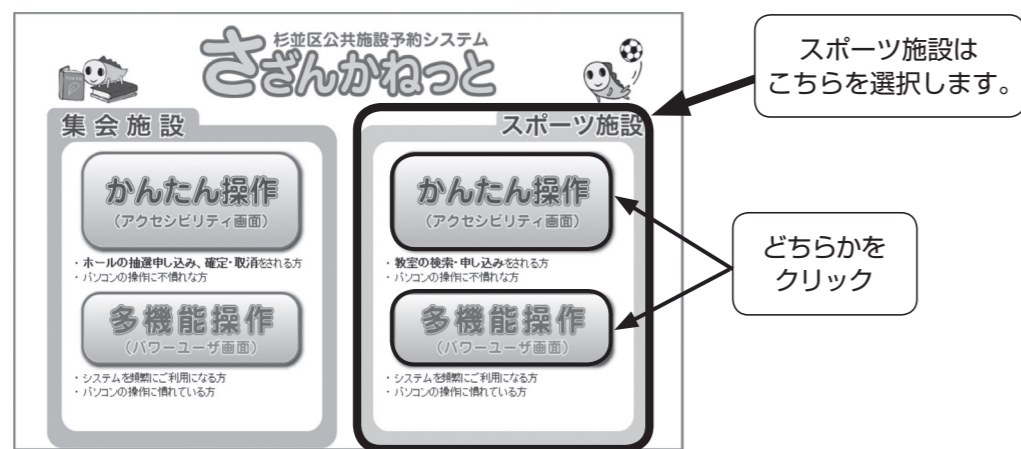 杉並区公共施設予約システム
さざんかねっと
スポーツ施設は
こちらを選択します。
集会施設
かんたん操作
(アクセシビリティ画面)
・ホールの抽選申し込み、確定・取消をされる方
・パソコンの操作に不慣れな方
多機能操作
(パワーユーザ画面)
・システムを頻繁にご利用になる方
・パソコンの操作に慣れている方
スポーツ施設
かんたん操作
(アクセシビリティ画面)
・教室の検索・申し込みをされる方
・パソコンの操作に不慣れな方
多機能操作
(パワーユーザ画面)
・システムを頻繁にご利用になる方
・パソコンの操作に慣れている方
どちらかを
クリック